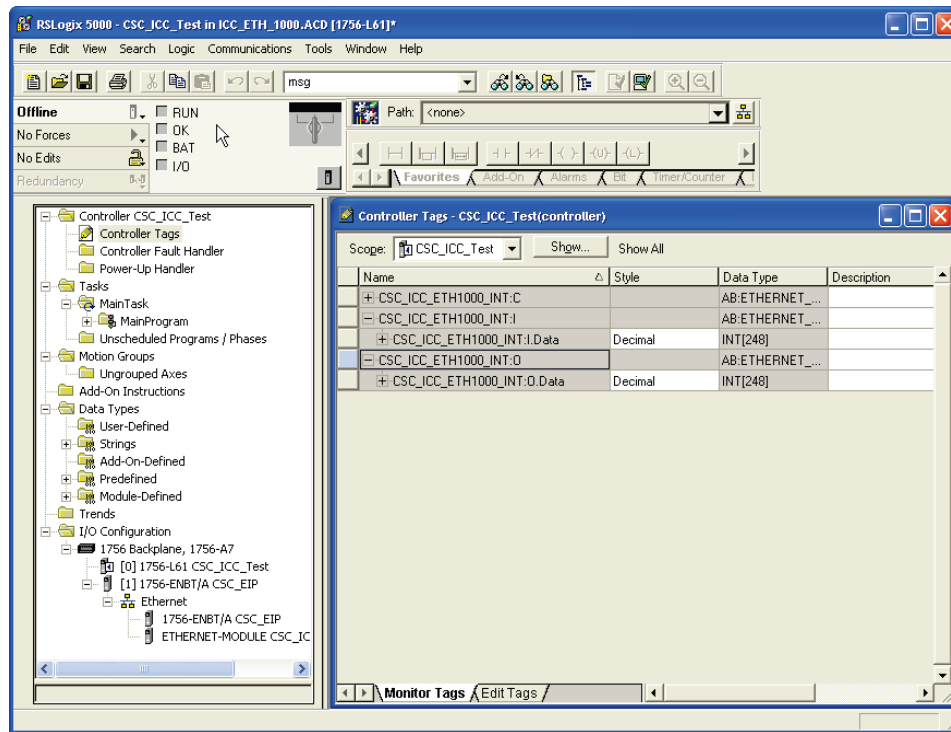 RSLogix 5000 - CSC_ICC_Test in ICC_ETH_1000.ACD [1756-L61]*
File Edit View Search Logic Communications Tools Window Help
msg
Offline
RUN
No Forces
OK
No Edits
BAT
Redundancy
I/O
Path: <none>
Favorites Add-On Alarms Bit Timer/Counter
Controller CSC_ICC_Test
Controller Tags
Controller Fault Handler
Power-Up Handler
Tasks
MainTask
MainProgram
Unscheduled Programs / Phases
Motion Groups
Ungrouped Axes
Add-On Instructions
Data Types
User-Defined
Strings
Add-On-Defined
Predefined
Module-Defined
Trends
I/O Configuration
1756 Backplane, 1756-A7
[0] 1756-L61 CSC_ICC_Test
[1] 1756-ENBT/A CSC_EIP
Ethernet
1756-ENBT/A CSC_EIP
ETHERNET-MODULE CSC_IC
Controller Tags - CSC_ICC_Test(controller)
Scope: CSC_ICC_Test Show... Show All
Name Style Data Type Description
CSC_ICC_ETH1000_INT:C AB:ETHERNET_...
CSC_ICC_ETH1000_INT:I AB:ETHERNET_...
CSC_ICC_ETH1000_INT:I.Data Decimal INT[248]
CSC_ICC_ETH1000_INT:O AB:ETHERNET_...
CSC_ICC_ETH1000_INT:O.Data Decimal INT[248]
Monitor Tags Edit Tags